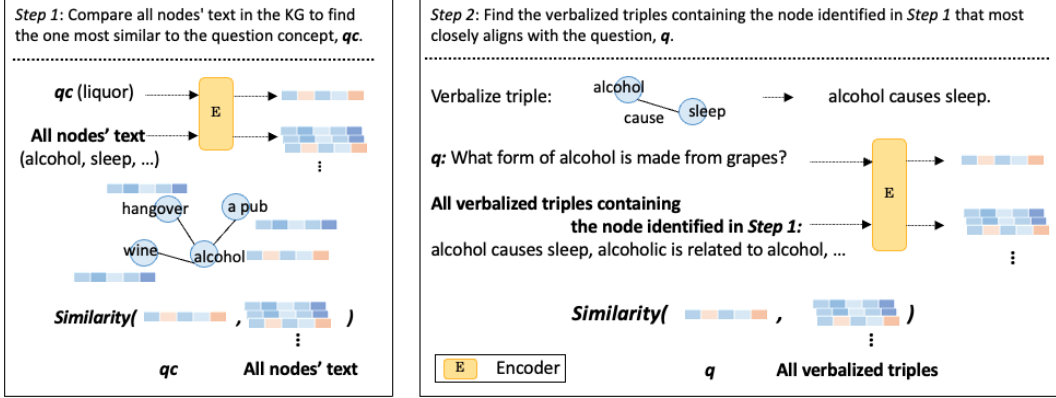 Step 1: Compare all nodes' text in the KG to find
the one most similar to the question concept, qc.
qc (liquor)
E
All nodes' text
(alcohol, sleep, ...)
hangover
a pub
wine
alcohol
Similarity( , )
qc
All nodes' text
Step 2: Find the verbalized triples containing the node identified in Step 1 that most
closely aligns with the question, q.
Verbalize triple:
alcohol
cause
sleep
alcohol causes sleep.
q: What form of alcohol is made from grapes?
E
All verbalized triples containing
the node identified in Step 1:
alcohol causes sleep, alcoholic is related to alcohol, ...
Similarity( , )
E Encoder
q
All verbalized triples